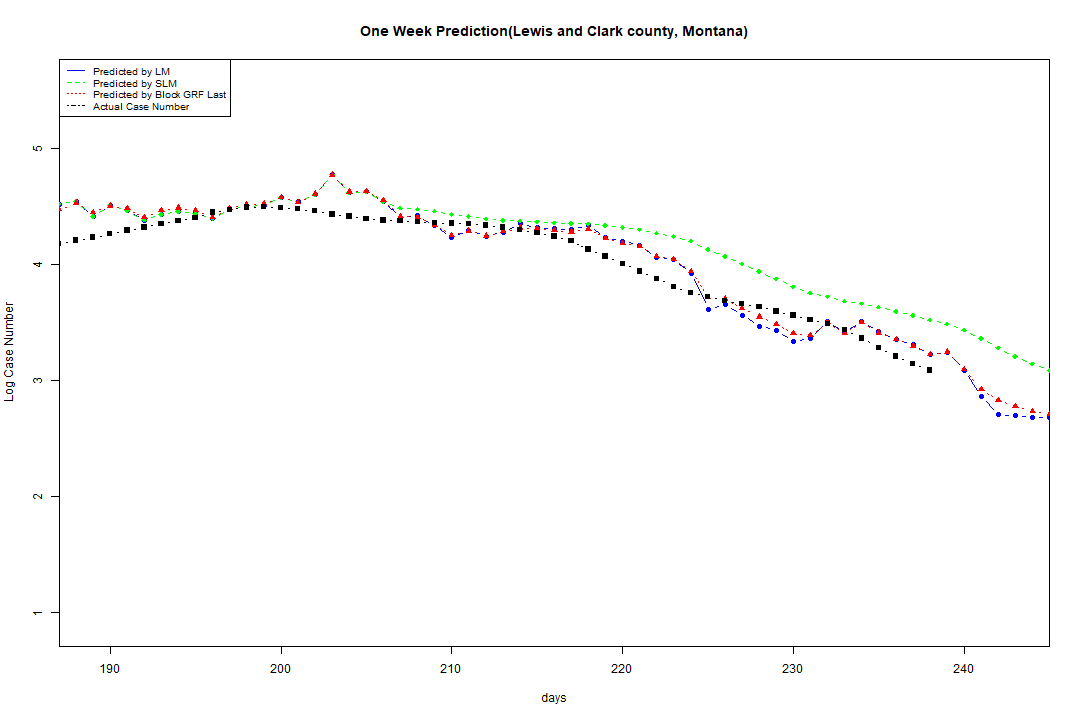 One Week Prediction(Lewis and Clark county, Montana)
Predicted by LM
Predicted by SLM
Predicted by Block GRF Last
Actual Case Number
5
4
3
2
1
Log Case Number
190 200 210 220 230 240
days